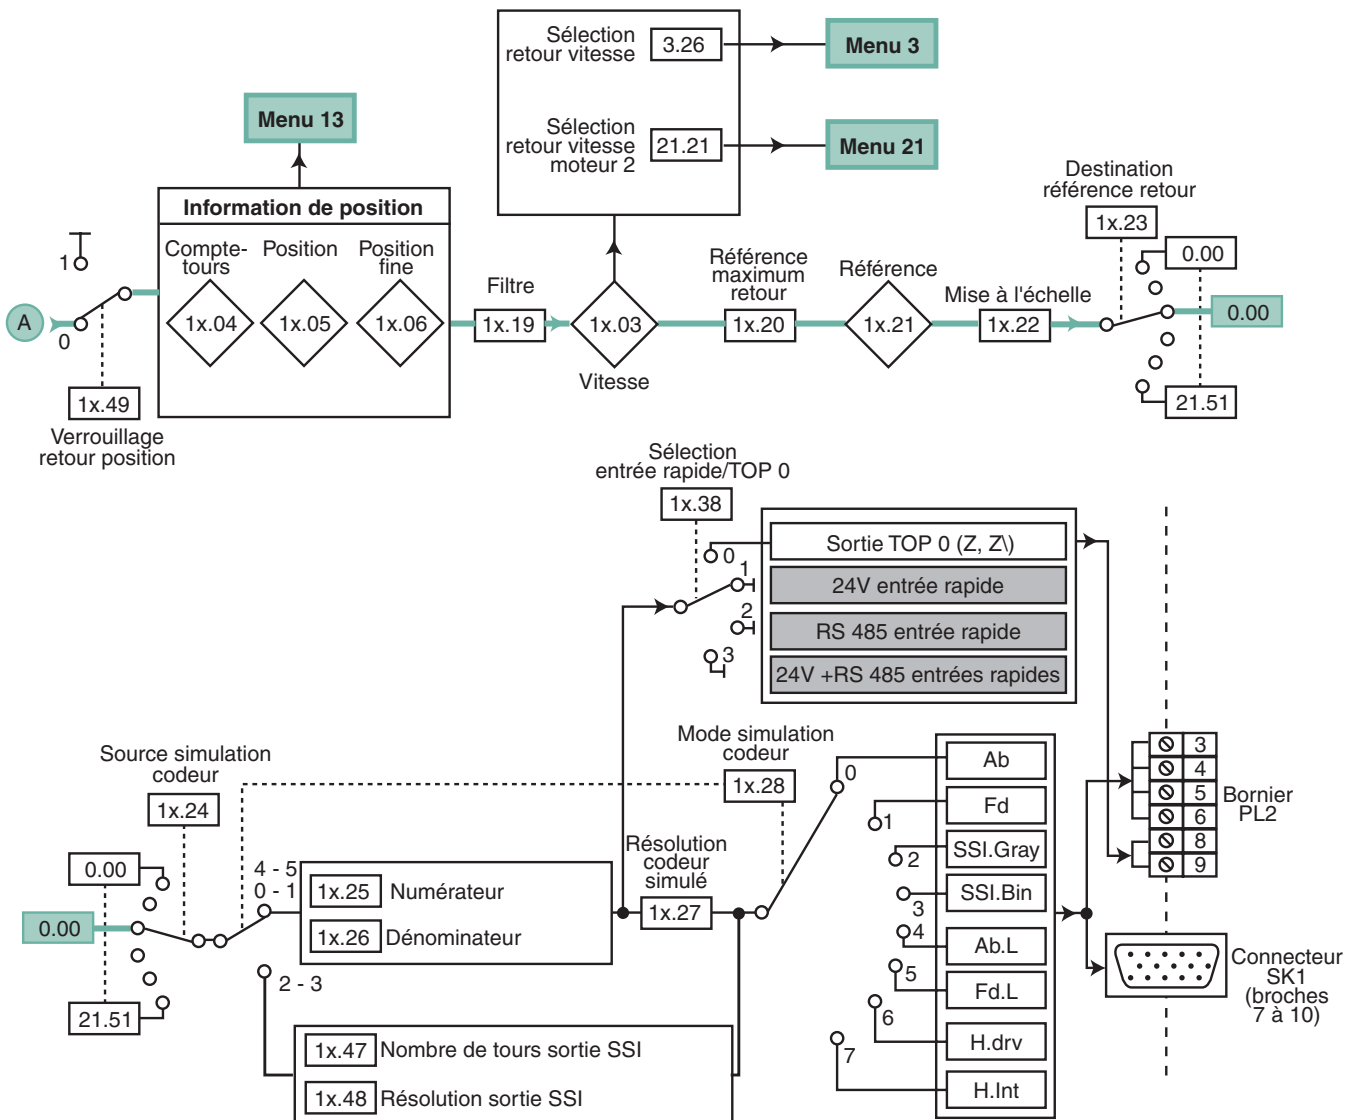 Sélection
retour vitesse
3.26
Menu 3
Menu 13
Sélection
retour vitesse
moteur 2
21.21
Menu 21
Destination
référence retour
1x.23
Information de position
Compte-
tours
Position
Position
fine
1x.04
1x.05
1x.06
1
A
0
1x.49
Verrouillage
retour position
Filtre
1x.19
1x.03
Vitesse
Référence
maximum
retour
1x.20
Référence
1x.21
Mise à l'échelle
1x.22
0.00
0.00
21.51
Sélection
entrée rapide/TOP 0
1x.38
0
1
2
3
Sortie TOP 0 (Z, Z\)
24V entrée rapide
RS 485 entrée rapide
24V +RS 485 entrées rapides
Source simulation
codeur
1x.24
0.00
0.00
21.51
4 - 5
0 - 1
2 - 3
1x.25 Numérateur
1x.26 Dénominateur
1x.47 Nombre de tours sortie SSI
1x.48 Résolution sortie SSI
Mode simulation
codeur
1x.28
Résolution
codeur
simulé
1x.27
0
1
2
3
4
5
6
7
Ab
Fd
SSI.Gray
SSI.Bin
Ab.L
Fd.L
H.drv
H.Int
3
4
5
6
8
9
Bornier
PL2
Connecteur
SK1
(broches
7 à 10)